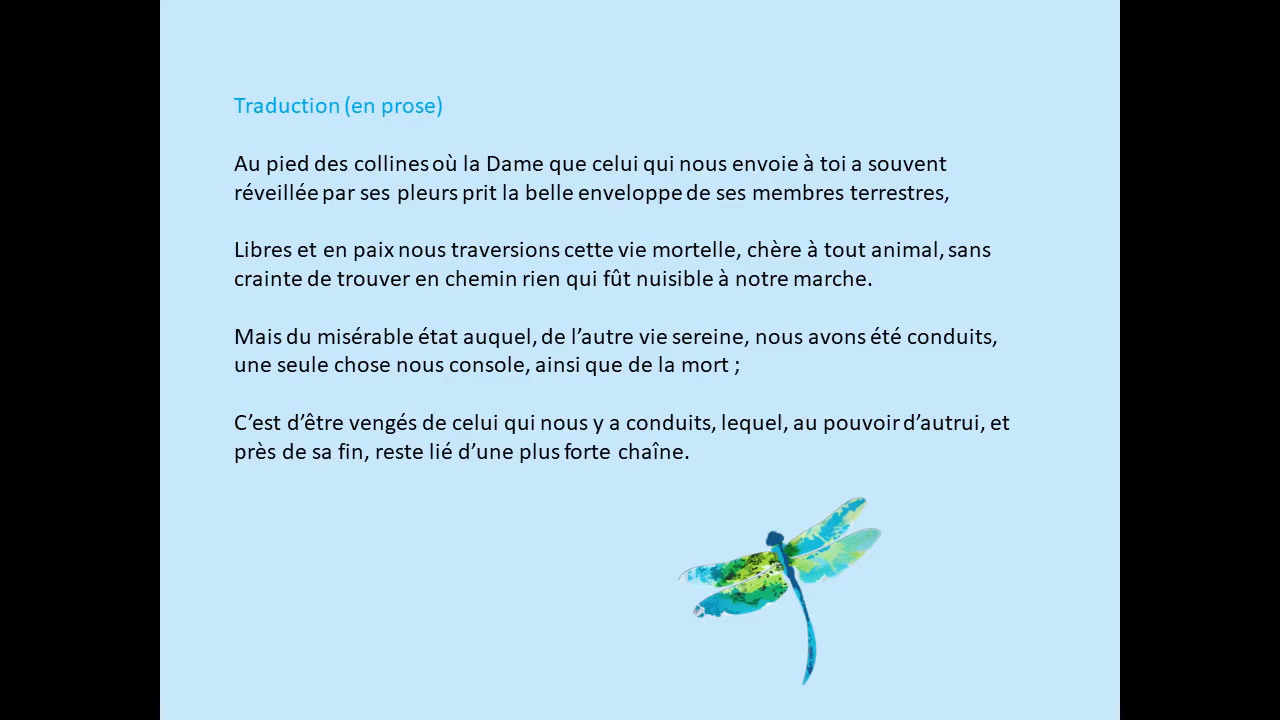 Traduction (en prose)
Au pied des collines où la Dame que celui qui nous envoie à toi a souvent
réveillée par ses pleurs prit la belle enveloppe de ses membres terrestres,
Libres et en paix nous traversions cette vie mortelle, chère à tout animal, sans
crainte de trouver en chemin rien qui fût nuisible à notre marche.
Mais du misérable état auquel, de l’autre vie sereine, nous avons été conduits,
une seule chose nous console, ainsi que de la mort ;
C’est d’être vengés de celui qui nous y a conduits, lequel, au pouvoir d’autrui, et
près de sa fin, reste lié d’une plus forte chaîne.